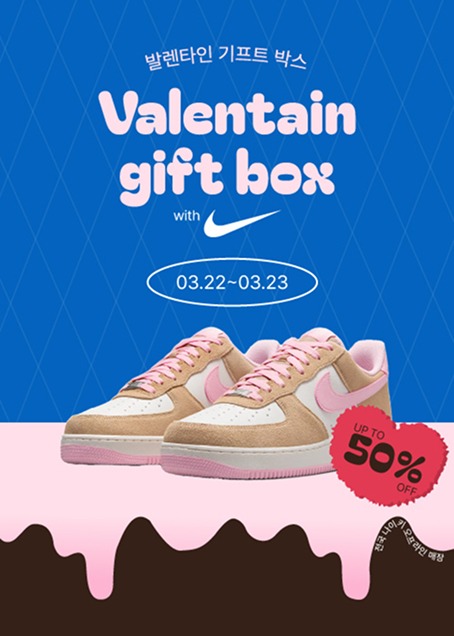 발렌타인 기프트 박스
Valentain
gift box
with
03.22~03.23
UP TO
50%
OFF
전국 나이키 오프라인 매장